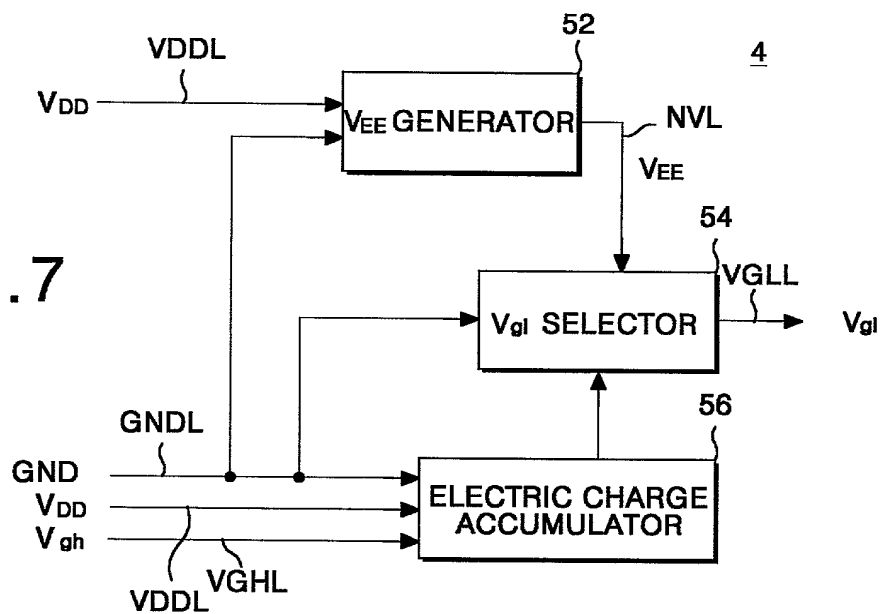 52
4
VDDL
VDD
VEE GENERATOR
NVL
VEE
54
.7
VGLL
Vgl SELECTOR
Vgl
GNDL
56
GND
ELECTRIC CHARGE
ACCUMULATOR
VDD
Vgh
VGHL
VDDL